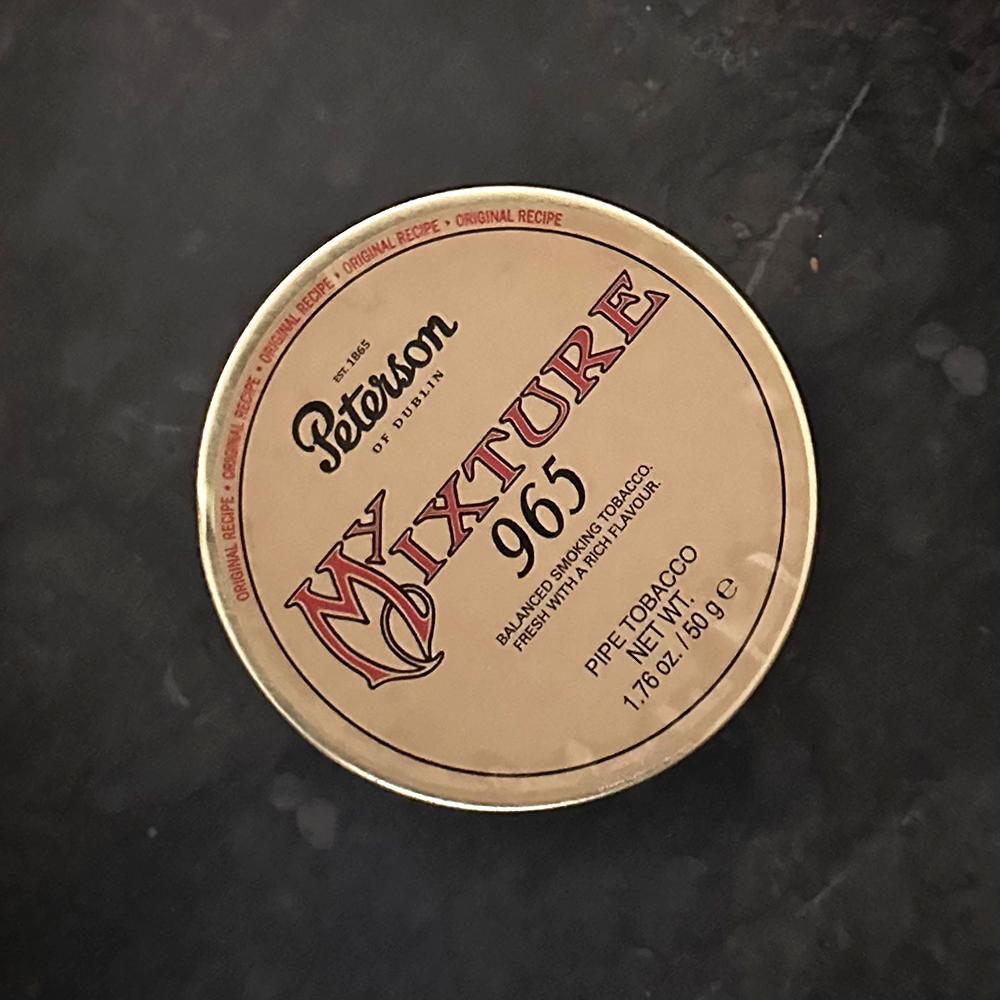 ORIGINAL RECIPE • ORIGINAL RECIPE • ORIGINAL RECIPE • ORIGINAL RECIPE • ORIGINAL RECIPE
EST. 1865
Peterson
OF DUBLIN
MY MIXTURE
965
BALANCED SMOKING TOBACCO.
FRESH WITH A RICH FLAVOUR.
PIPE TOBACCO
NET WT.
1.76 oz. / 50 g ℮